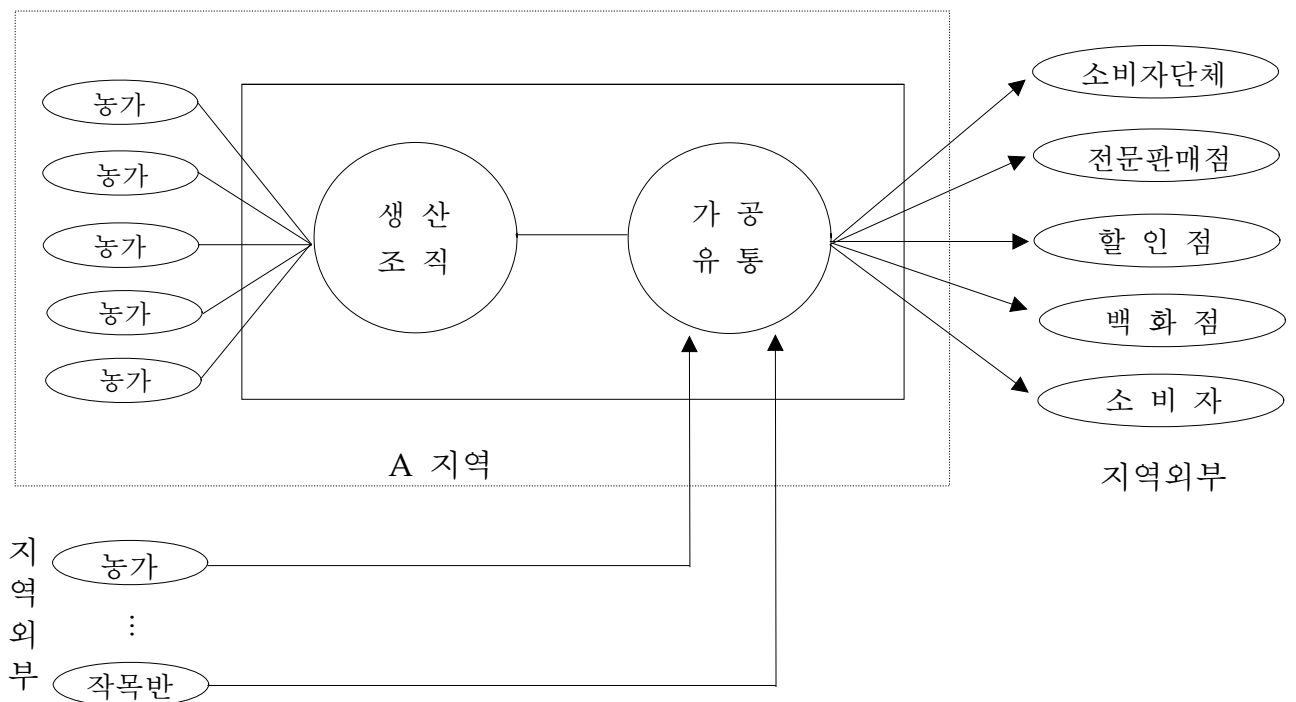 농가
농가
농가
농가
농가
생 산
조 직
가 공
유 통
A 지역
소비자단체
전문판매점
할 인 점
백 화 점
소 비 자
지역외부
지
역
외
부
농가
⋮
작목반